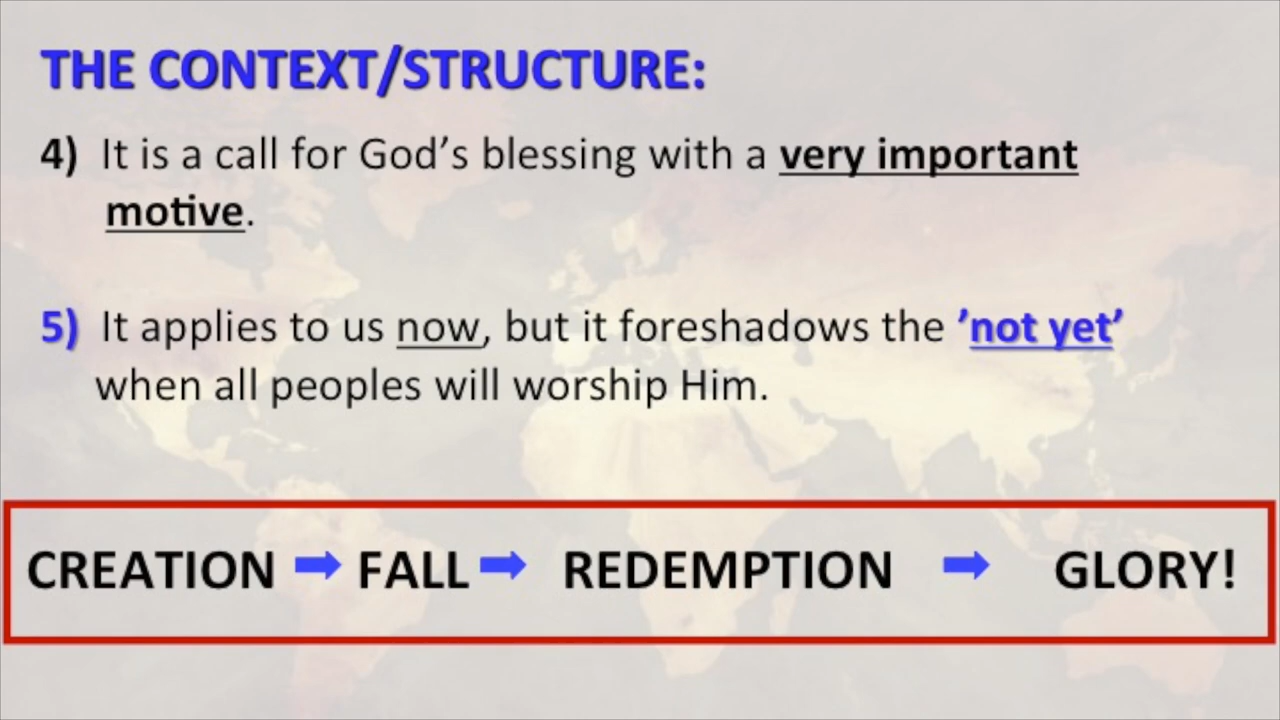 THE CONTEXT/STRUCTURE:
4) It is a call for God’s blessing with a very important
motive.
5) It applies to us now, but it foreshadows the ’not yet’
when all peoples will worship Him.
CREATION ➡ FALL ➡ REDEMPTION ➡ GLORY!